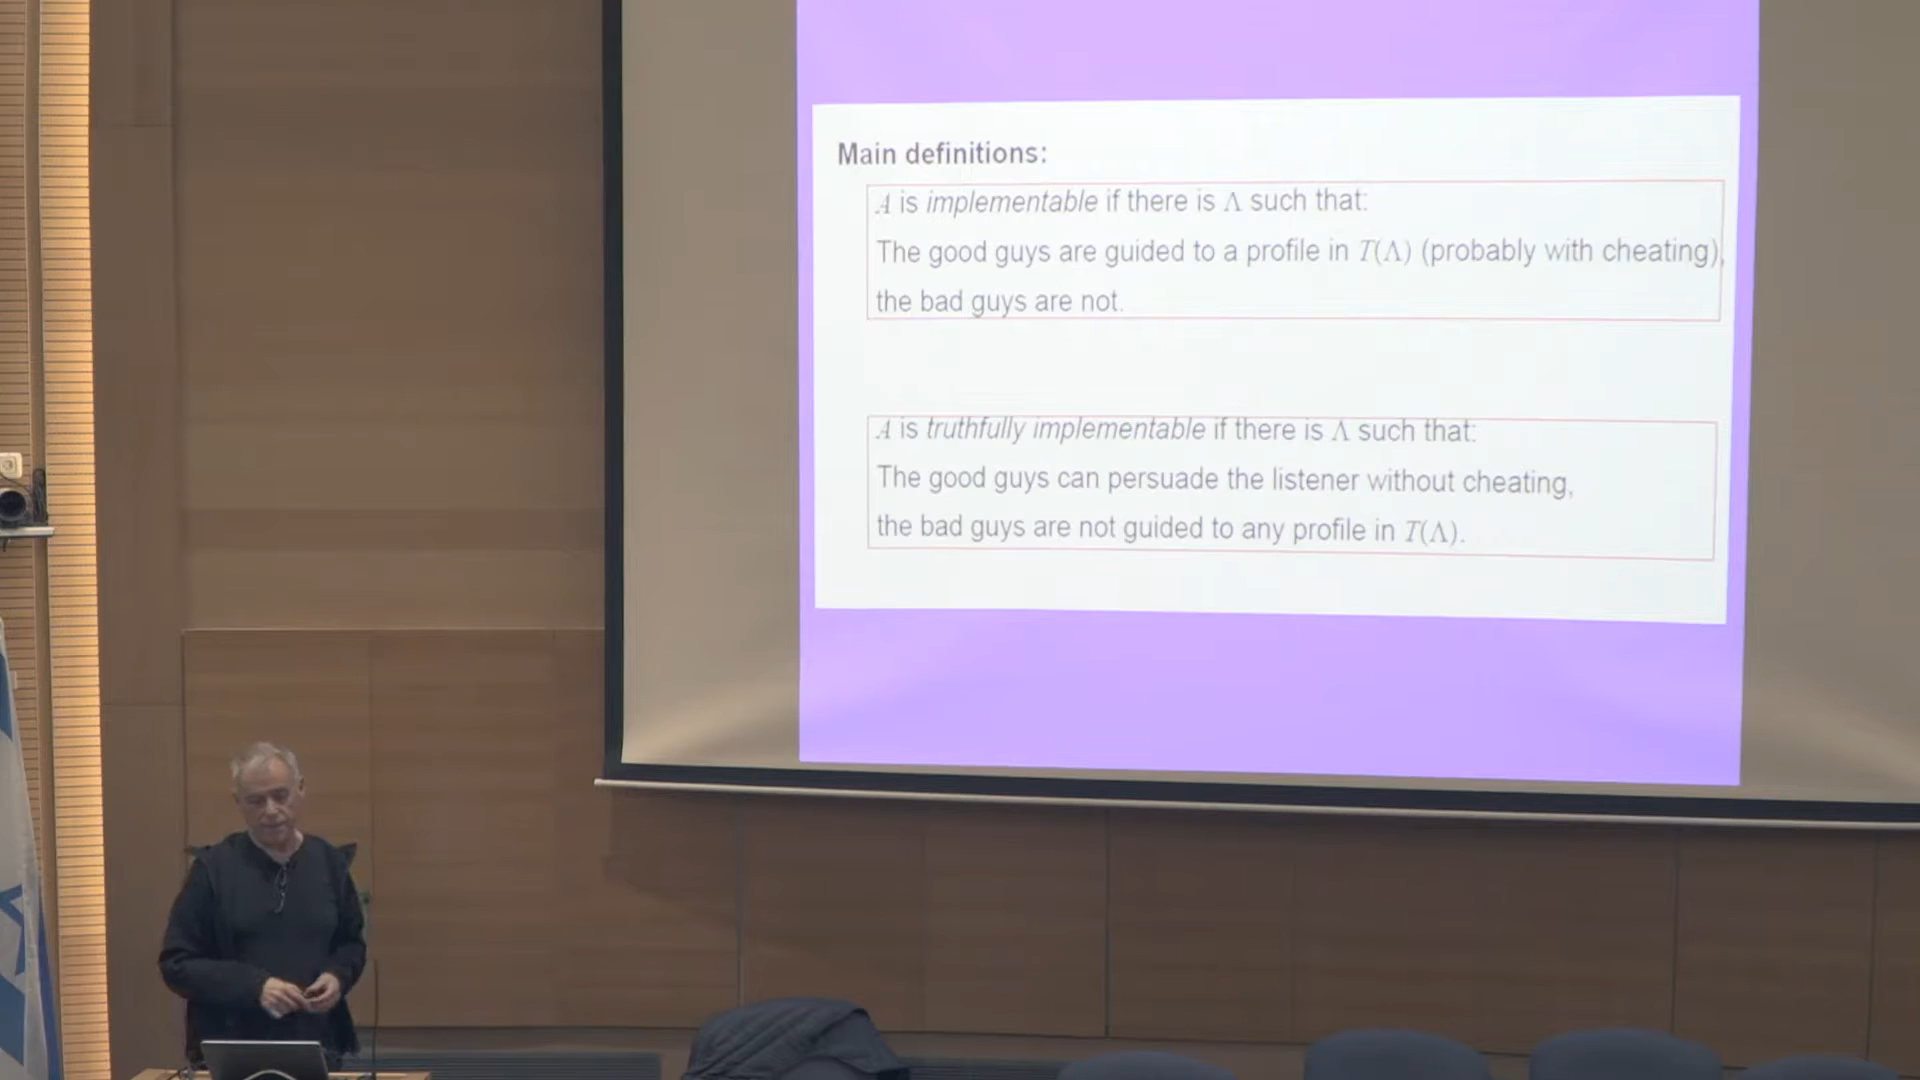 Main definitions:
A is implementable if there is Λ such that:
The good guys are guided to a profile in T(Λ) (probably with cheating),
the bad guys are not.
A is truthfully implementable if there is Λ such that:
The good guys can persuade the listener without cheating,
the bad guys are not guided to any profile in T(Λ).